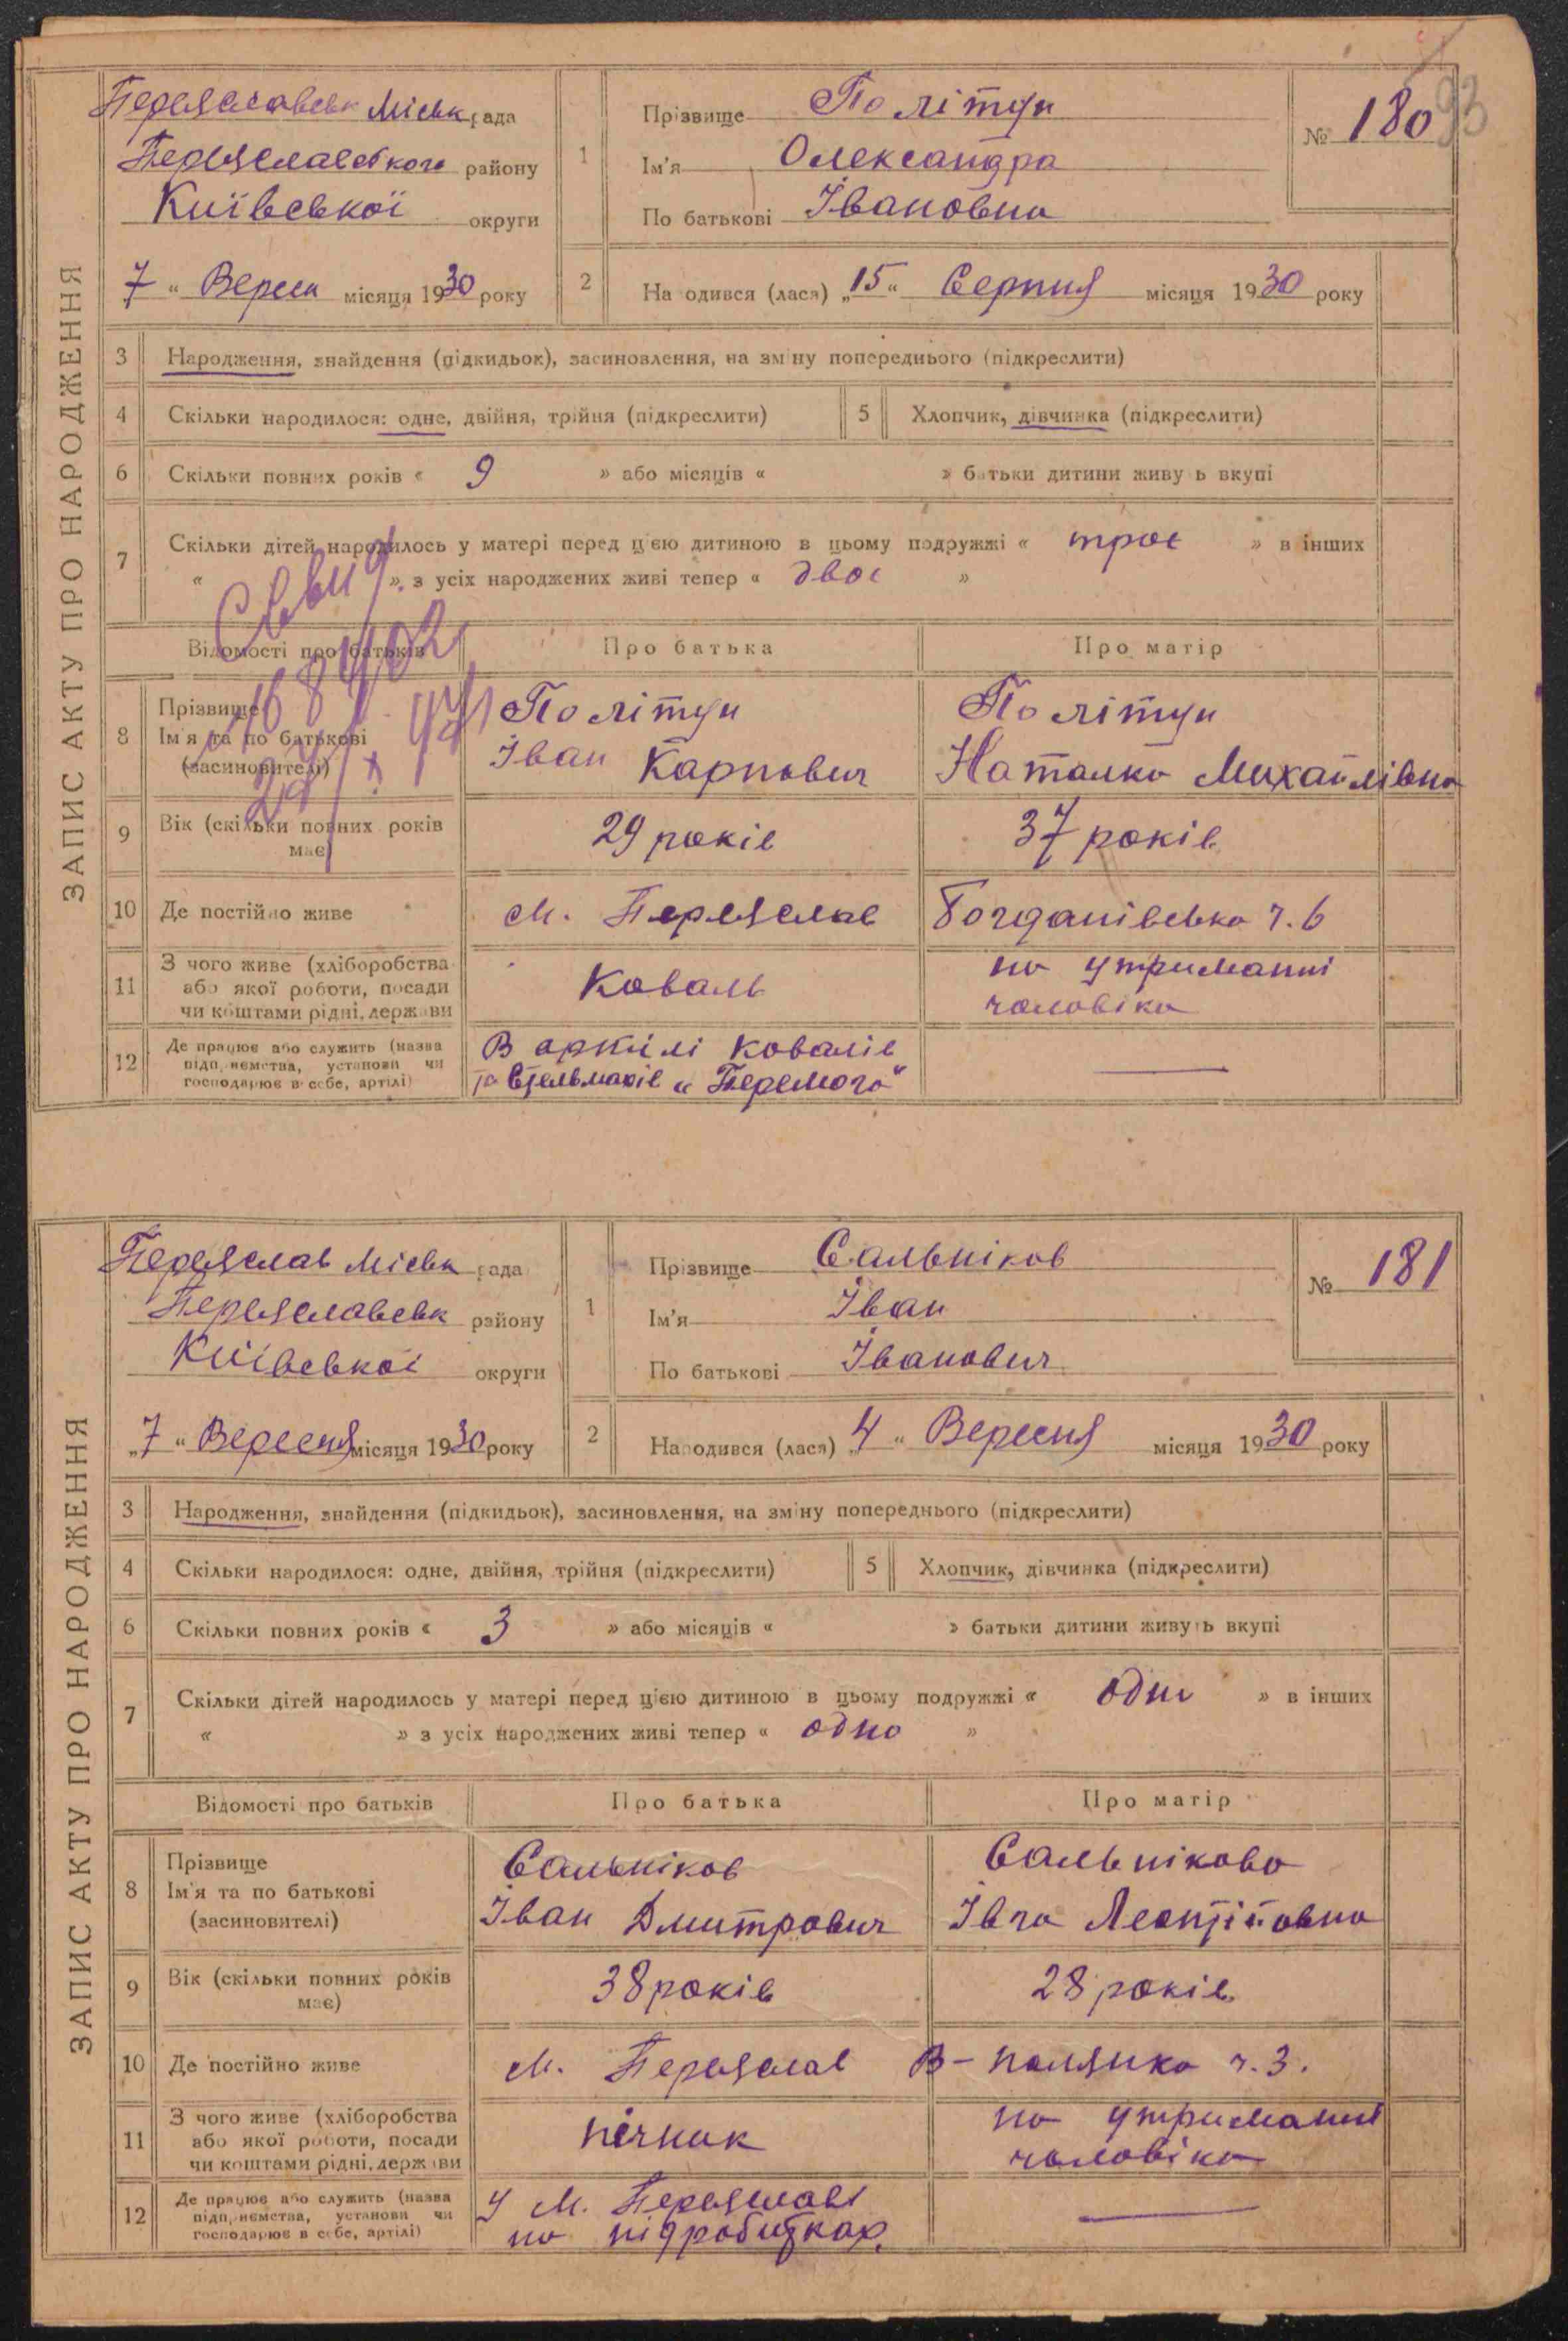 ЗАПИС АКТУ ПРО НАРОДЖЕННЯ
Переяславськ Міськ рада
Переяславського району
Київської округи
7 “ Вересн місяця 1930 року
1 Прізвище Політун
Ім'я Олександра
По батькові Івановна
№ 180
93
2 Народився (лася) „15“ Серпня місяця 1930 року
3 Народження, знайдення (підкидьок), засиновлення, на зміну попереднього (підкреслити)
4 Скільки народилося: одне, двійня, трійня (підкреслити) 5 Хлопчик, дівчинка (підкреслити)
6 Скільки повних років « 9 » або місяців « » батьки дитини живуть вкупі
7 Скільки дітей народилось у матері перед цією дитиною в цьому подружжі « троє » в інших
« » з усіх народжених живі тепер « двоє »
Відомості про батьків Про батька Про матір
8 Прізвище
Ім'я та по батькові
(засиновителі)
Політун
Іван Карпович
Політун
Наталка Михайлівна
9 Вік (скільки повних років
має)
29 років
37 років
10 Де постійно живе м. Переяслав Богданівська ч. 6
11 З чого живе (хліборобства
або якої роботи, посади
чи коштами рідні, держави
Коваль
на утриманні
чоловіка
12 Де працює або служить (назва
підприємства, установи чи
господарює в себе, артілі)
В артілі Ковалів
та Стельмахів „Перемога“
ЗАПИС АКТУ ПРО НАРОДЖЕННЯ
Переяслав Міськ рада
Переяславськ району
Київської округи
„7 “ Вересня місяця 1930 року
1 Прізвище Сальніков
Ім'я Іван
По батькові Іванович
№ 181
2 Народився (лася) „4 “ Вересня місяця 1930 року
3 Народження, знайдення (підкидьок), засиновлення, на зміну попереднього (підкреслити)
4 Скільки народилося: одне, двійня, трійня (підкреслити) 5 Хлопчик, дівчинка (підкреслити)
6 Скільки повних років « 3 » або місяців « » батьки дитини живуть вкупі
7 Скільки дітей народилось у матері перед цією дитиною в цьому подружжі « одно » в інших
« » з усіх народжених живі тепер « одно »
Відомості про батьків Про батька Про матір
8 Прізвище
Ім'я та по батькові
(засиновителі)
Сальніков
Іван Дмитрович
Сальнікова
Івга Леонтіївна
9 Вік (скільки повних років
має)
38 років
28 років
10 Де постійно живе м. Переяслав В-полянка ч. 3.
11 З чого живе (хліборобства
або якої роботи, посади
чи коштами рідні, держави
пічник
на утриманні
чоловіка
12 Де працює або служить (назва
підприємства, установи чи
господарює в себе, артілі)
У м. Переяславі
на підробітках.